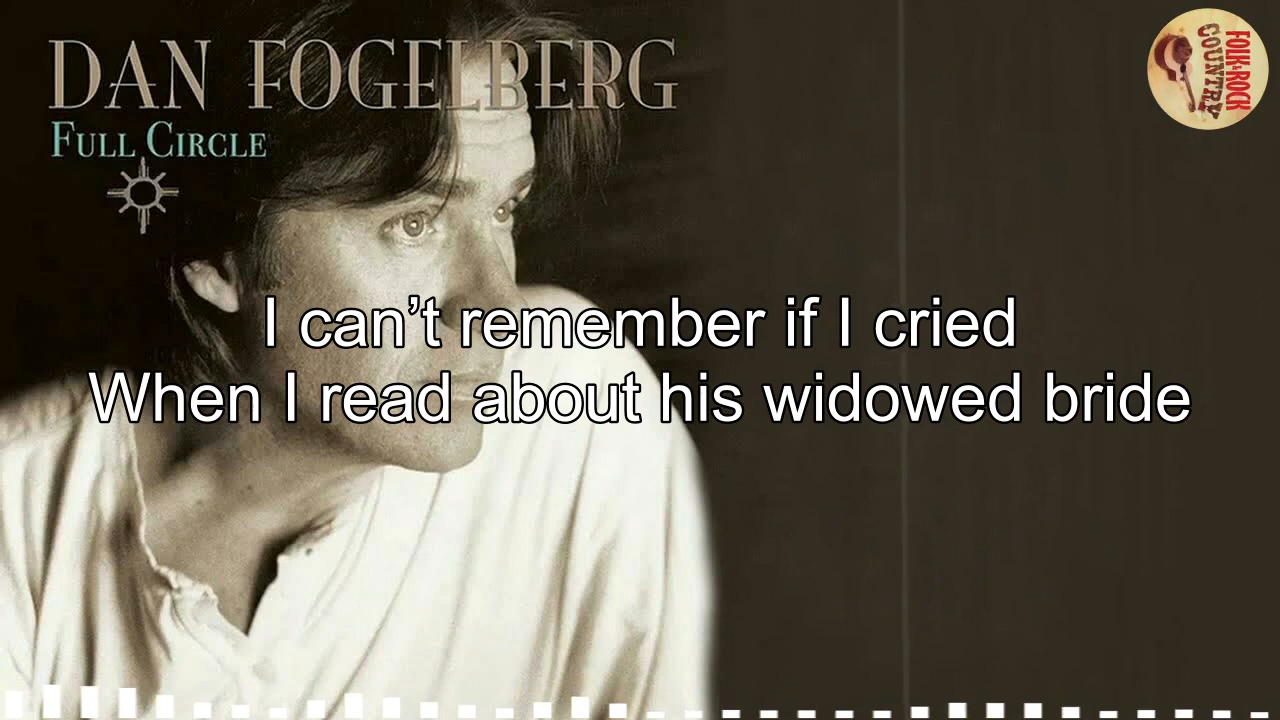 DAN FOGELBERG
FULL CIRCLE
FOLK & ROCK
COUNTRY
I can’t remember if I cried
When I read about his widowed bride